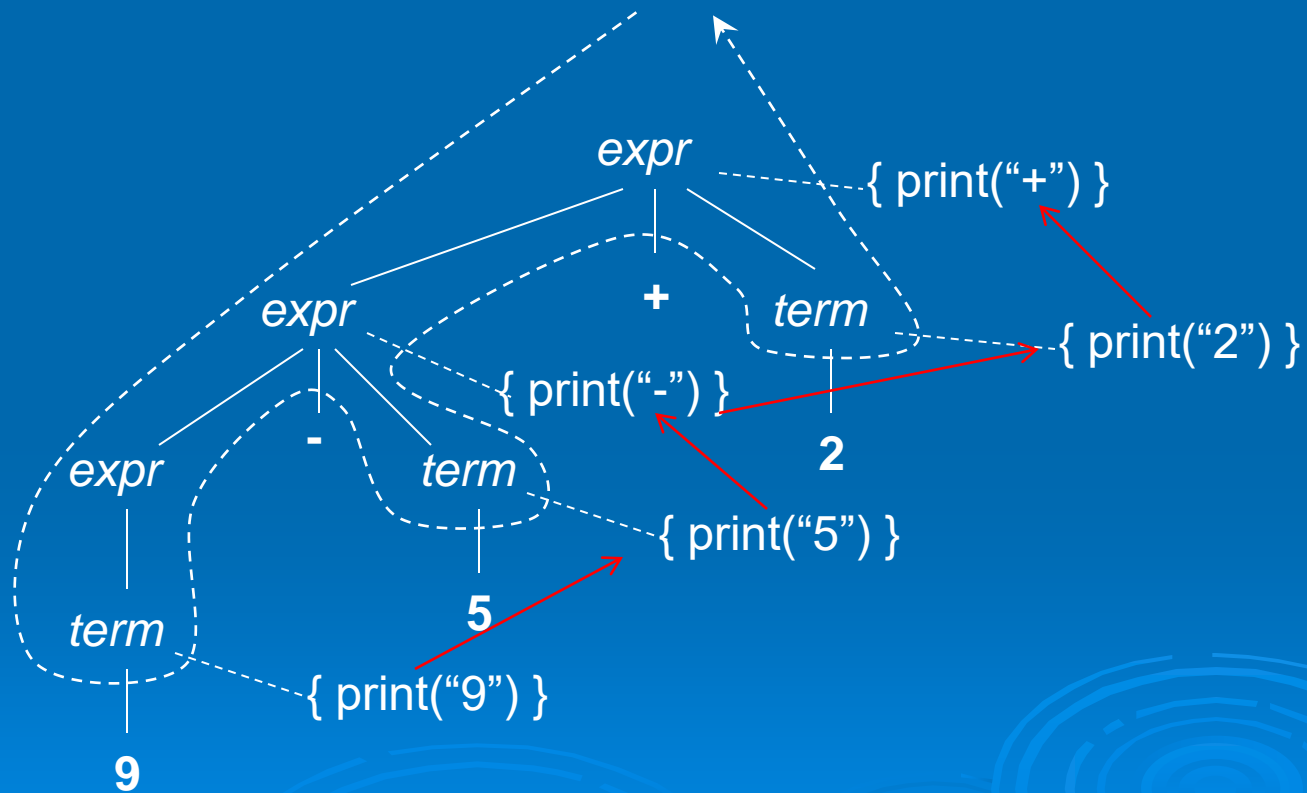 expr
{ print(“+”) }
expr
+
term
{ print(“2”) }
{ print(“-”) }
-
2
expr
term
{ print(“5”) }
5
term
{ print(“9”) }
9